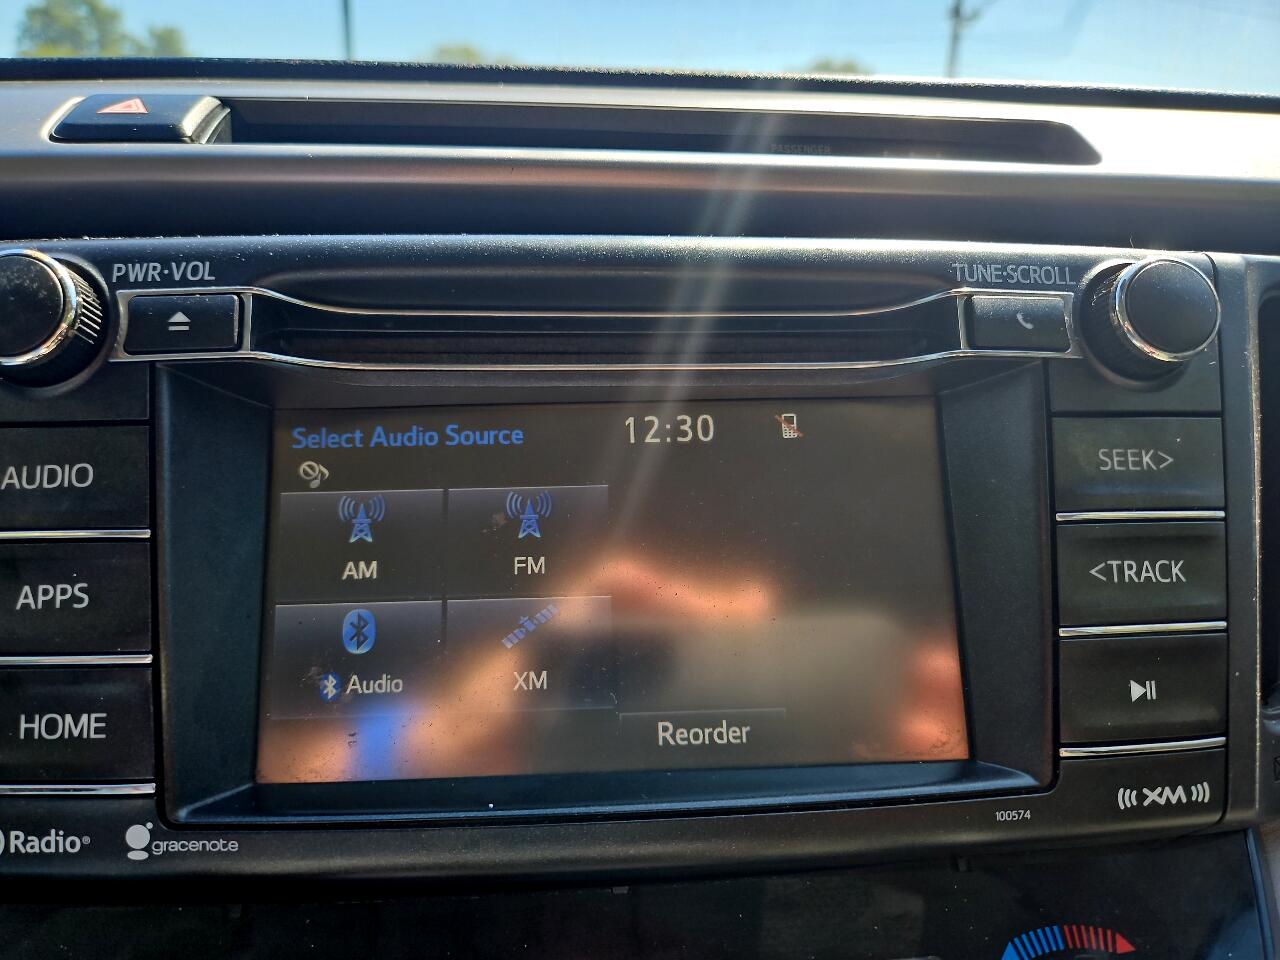 PASSENGER
PWR·VOL
TUNE·SCROLL
Select Audio Source
12:30
AUDIO
AM
FM
SEEK>
APPS
<TRACK
Audio
XM
HOME
Reorder
XM
100574
Radio®
gracenote